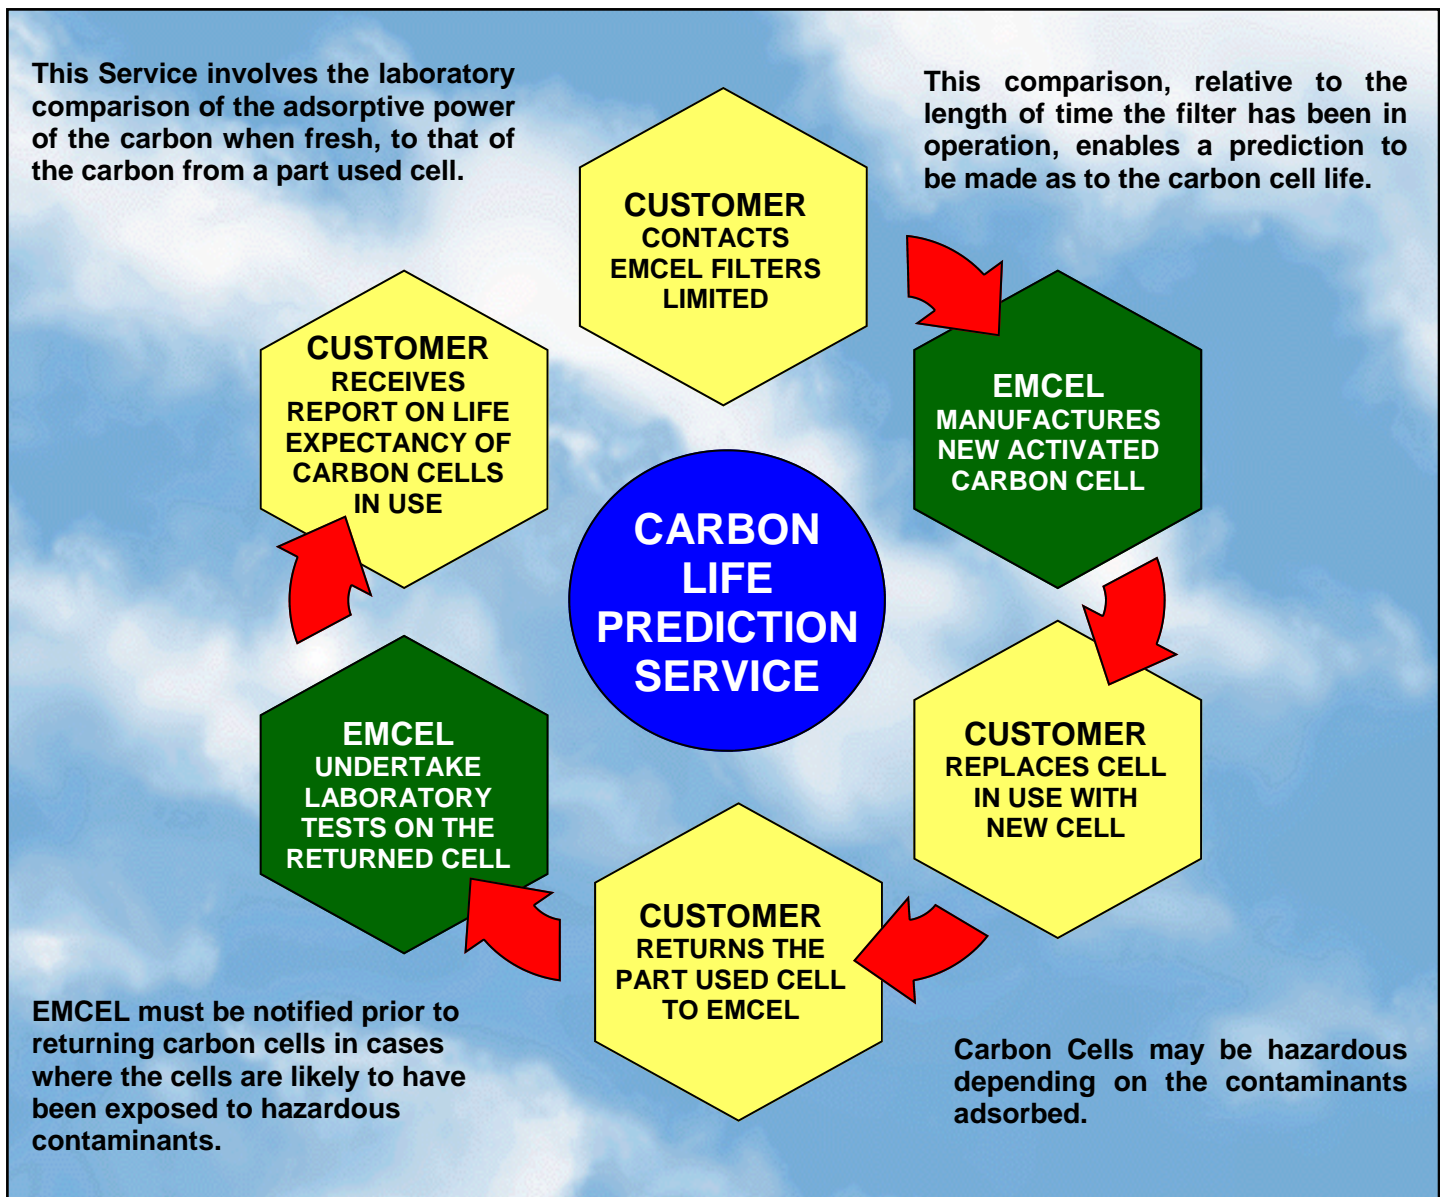 This Service involves the laboratory
comparison of the adsorptive power
of the carbon when fresh, to that of
the carbon from a part used cell.
This comparison, relative to the
length of time the filter has been in
operation, enables a prediction to
be made as to the carbon cell life.
CUSTOMER
CONTACTS
EMCEL FILTERS
LIMITED
EMCEL
MANUFACTURES
NEW ACTIVATED
CARBON CELL
CUSTOMER
REPLACES CELL
IN USE WITH
NEW CELL
CUSTOMER
RETURNS THE
PART USED CELL
TO EMCEL
EMCEL
UNDERTAKE
LABORATORY
TESTS ON THE
RETURNED CELL
CUSTOMER
RECEIVES
REPORT ON LIFE
EXPECTANCY OF
CARBON CELLS
IN USE
CARBON
LIFE
PREDICTION
SERVICE
EMCEL must be notified prior to
returning carbon cells in cases
where the cells are likely to have
been exposed to hazardous
contaminants.
Carbon Cells may be hazardous
depending on the contaminants
adsorbed.